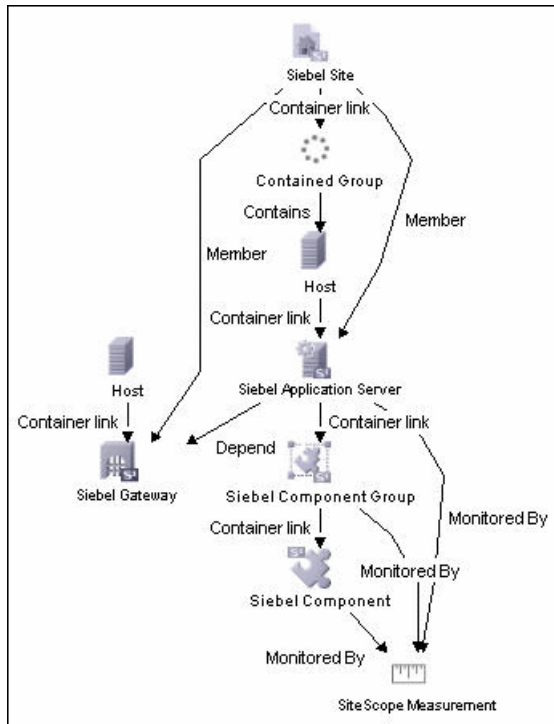 Siebel Site
Container link
Contained Group
Contains
Member
Member
Host
Container link
Host
Siebel Application Server
Container link
Container link
Depend
Siebel Gateway
Siebel Component Group
Monitored By
Container link
Monitored By
Siebel Component
Monitored By
SiteScope Measurement